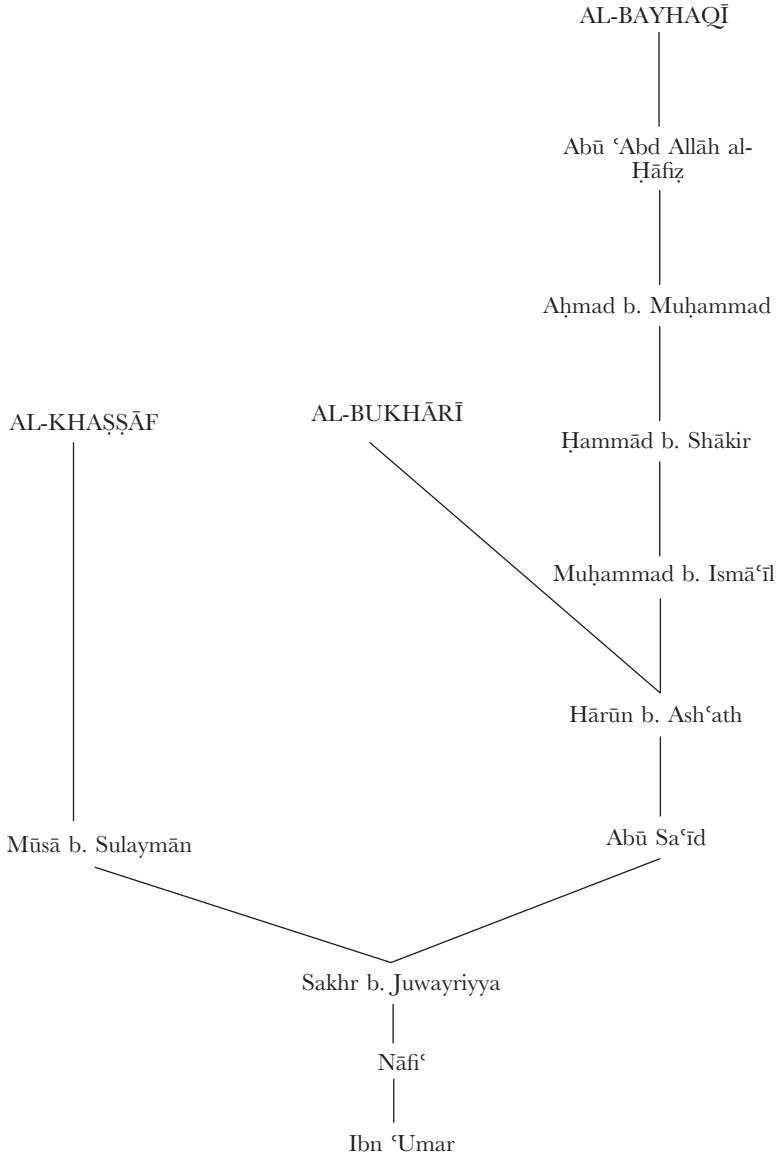 AL-BAYHAQĪ
Abū ʿAbd Allāh al-
Ḥāfiẓ
Aḥmad b. Muḥammad
AL-KHAṢṢĀF
AL-BUKHĀRĪ
Ḥammād b. Shākir
Muḥammad b. Ismāʿīl
Hārūn b. Ashʿath
Mūsā b. Sulaymān
Abū Saʿīd
Sakhr b. Juwayriyya
Nāfiʿ
Ibn ʿUmar